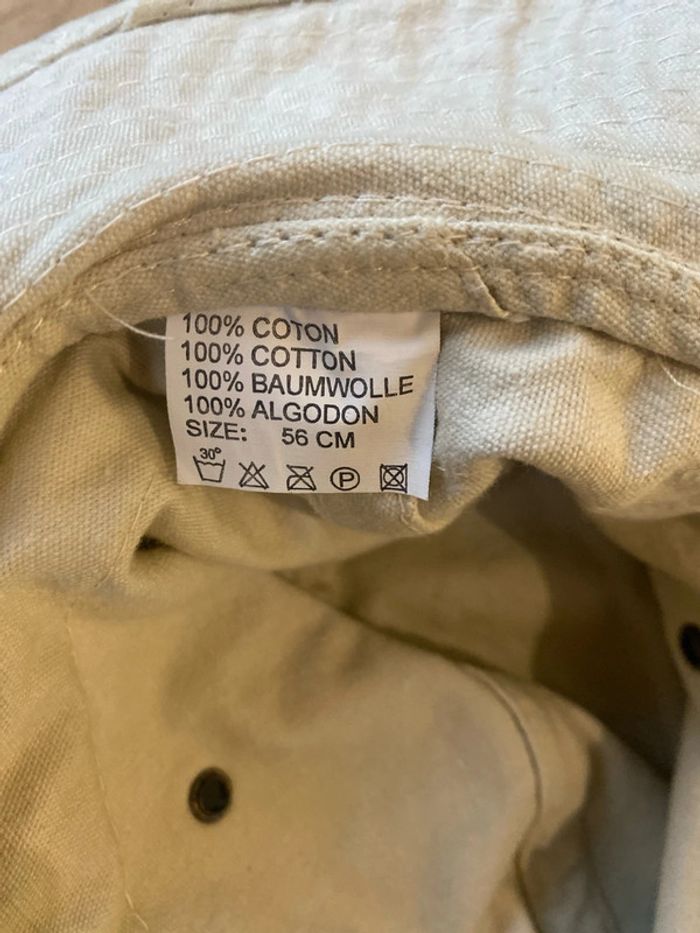 100% COTON
100% COTTON
100% BAUMWOLLE
100% ALGODON
SIZE: 56 CM
30°
P